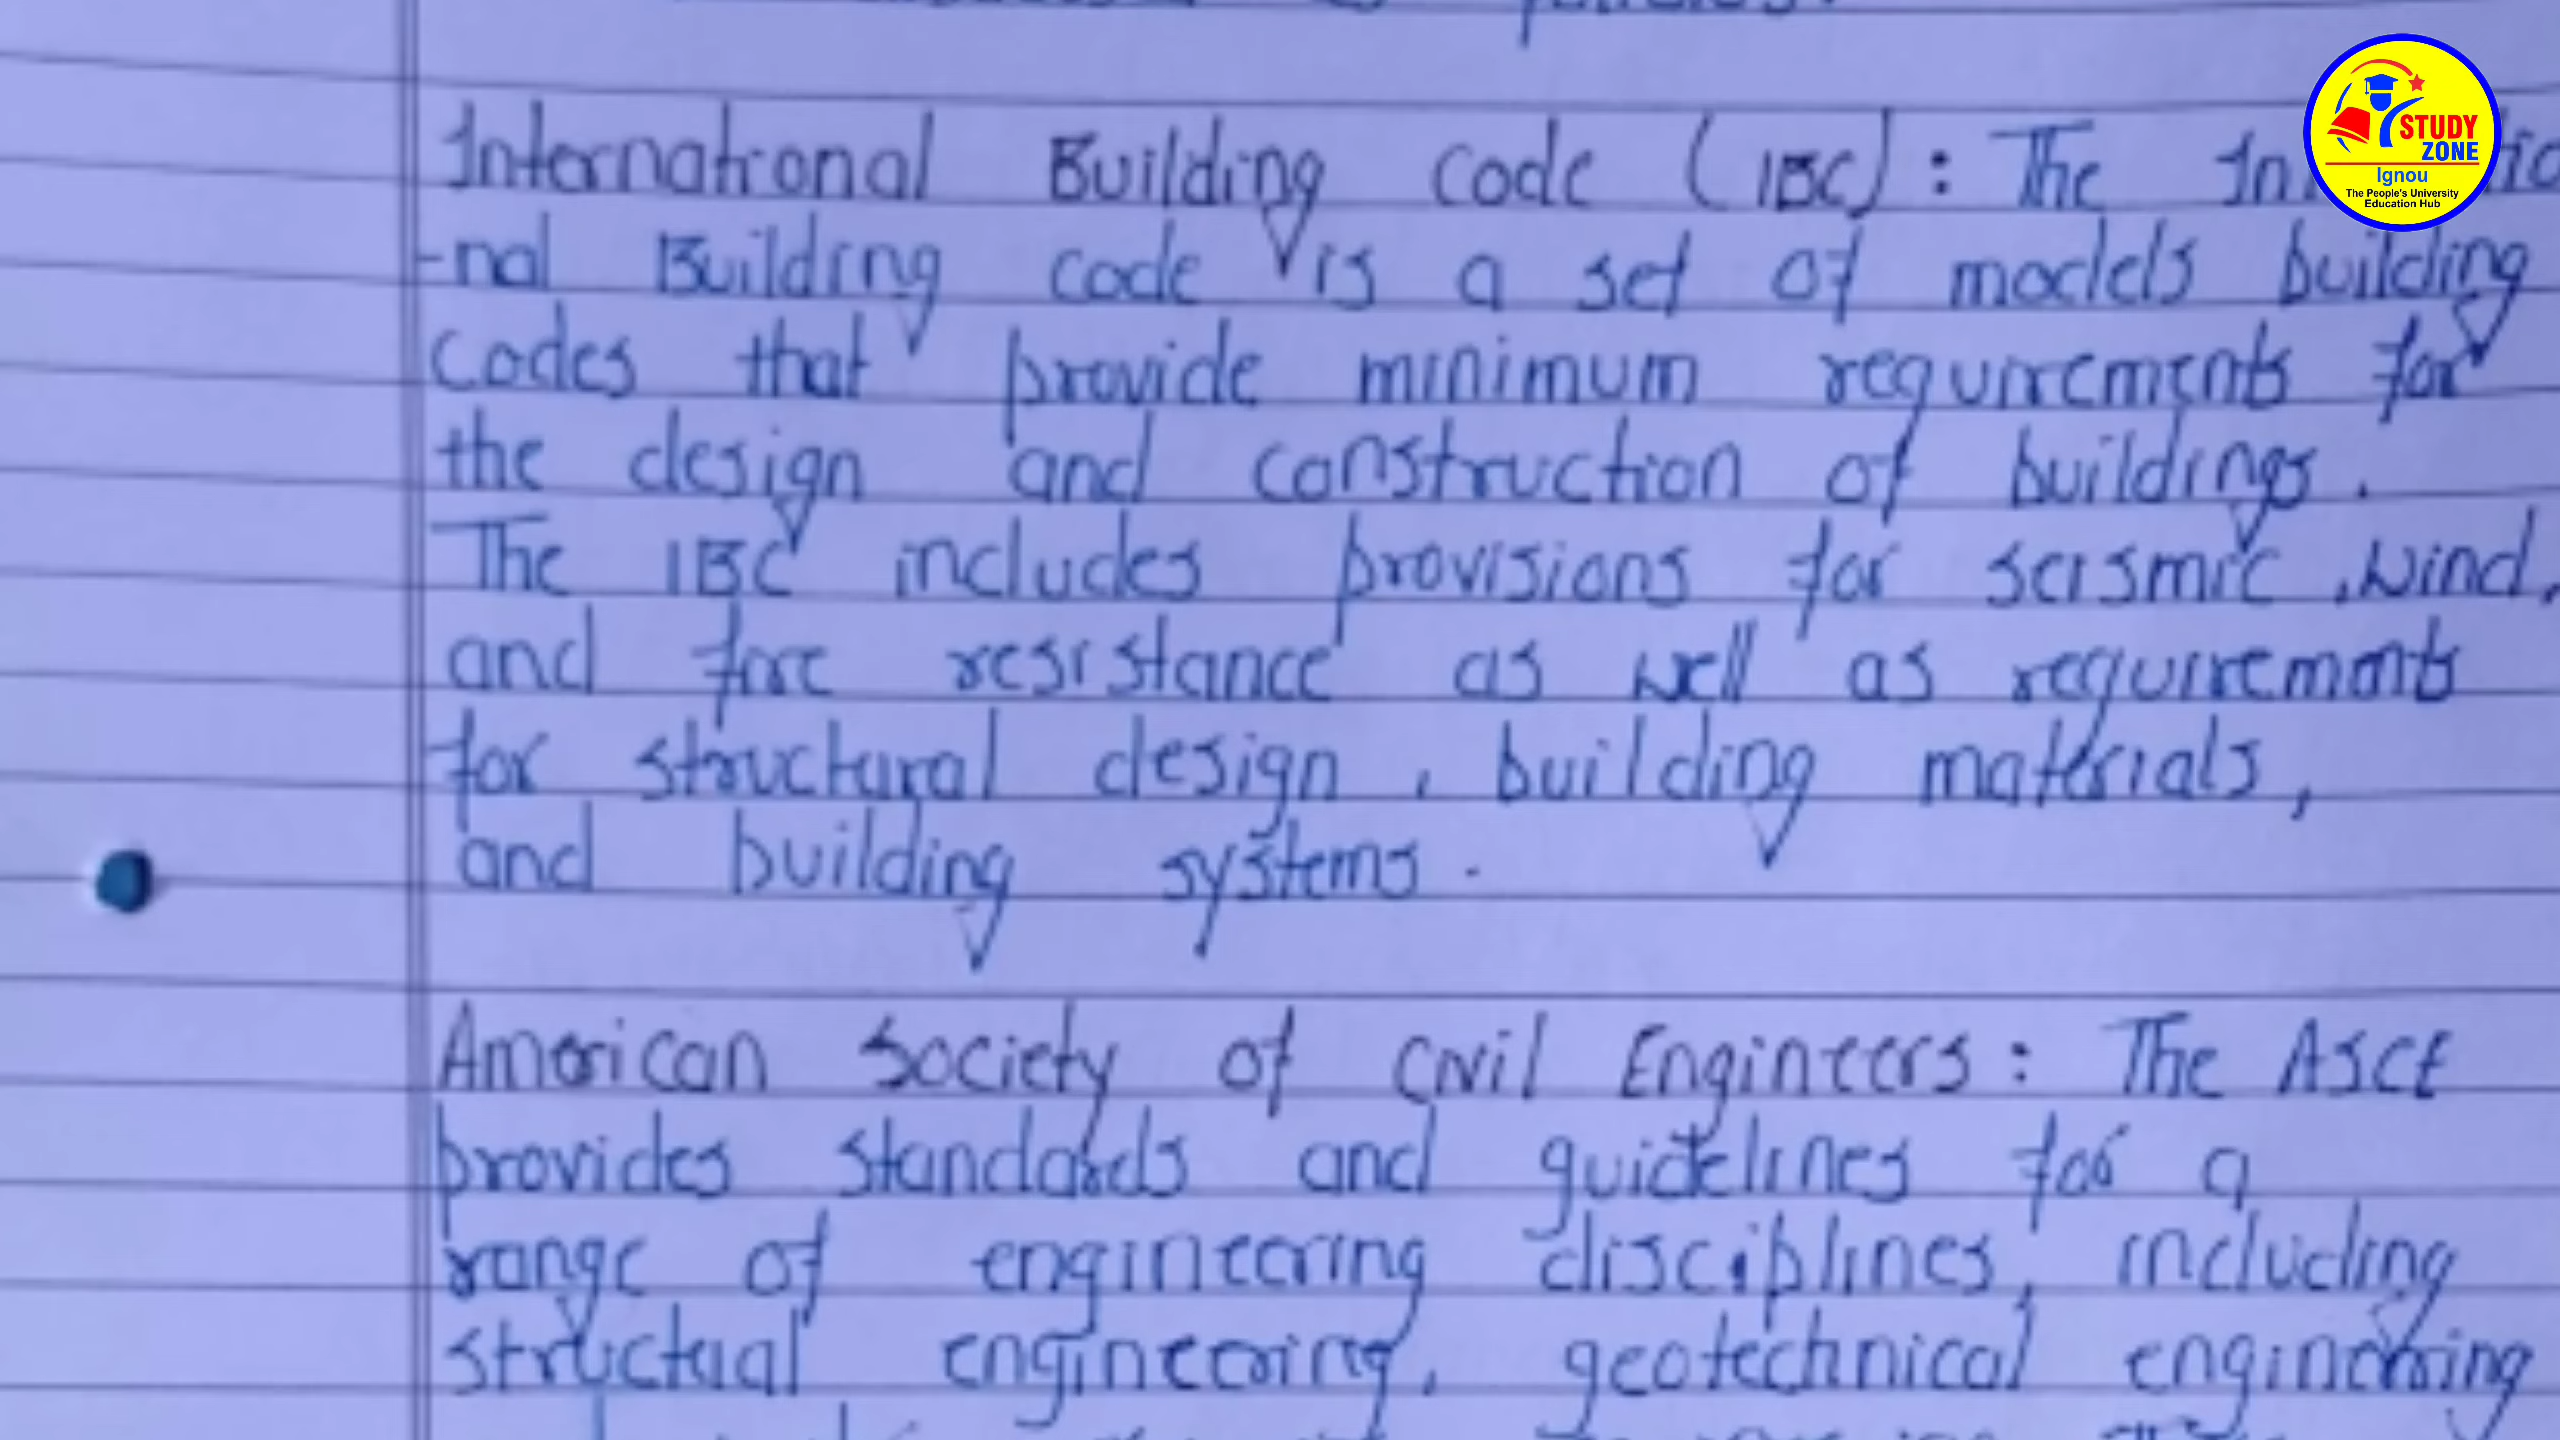 International Building Code (IBC): The In
-nal Building Code is a set of models building
Codes that provide minimum requirements for
the design and construction of buildings.
The IBC includes provisions for seismic, wind,
and fire resistance as well as requirements
for structural design, building materials,
and building systems.
American Society of Civil Engineers: The ASCE
provides standards and guidelines for a
range of engineering disciplines, including
structual engineering, geotechnical engineering
STUDY
ZONE
Ignou
The People's University
Education Hub